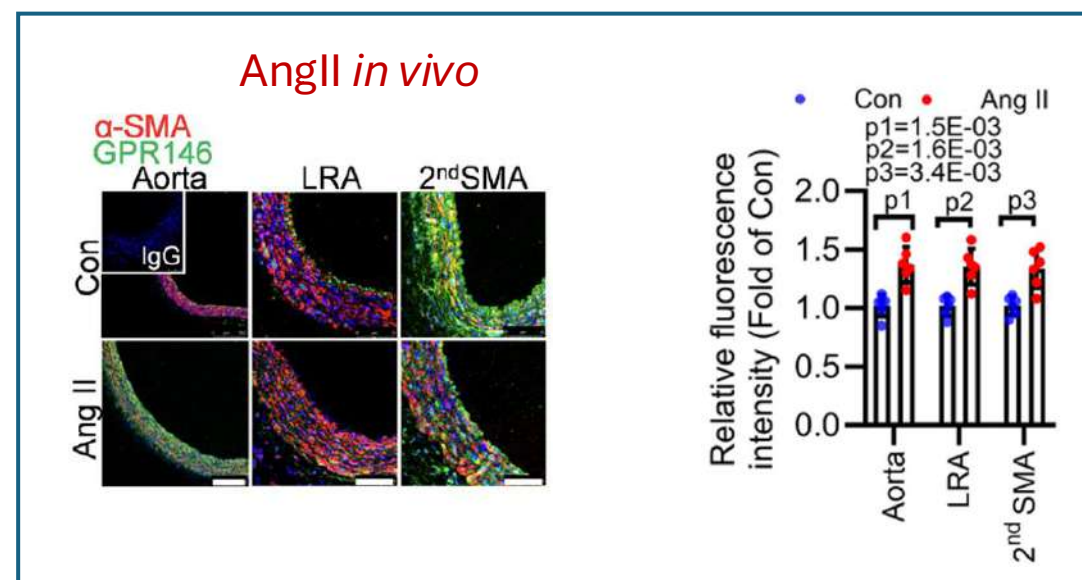 AngII in vivo
α-SMA
GPR146
Aorta LRA 2ndSMA
IgG
Con
Ang II
Con Ang II
p1=1.5E-03
p2=1.6E-03
p3=3.4E-03
p1 p2 p3
Relative fluorescence
intensity (Fold of Con)
2.0
1.5
1.0
0.5
0.0
Aorta
LRA
2nd SMA